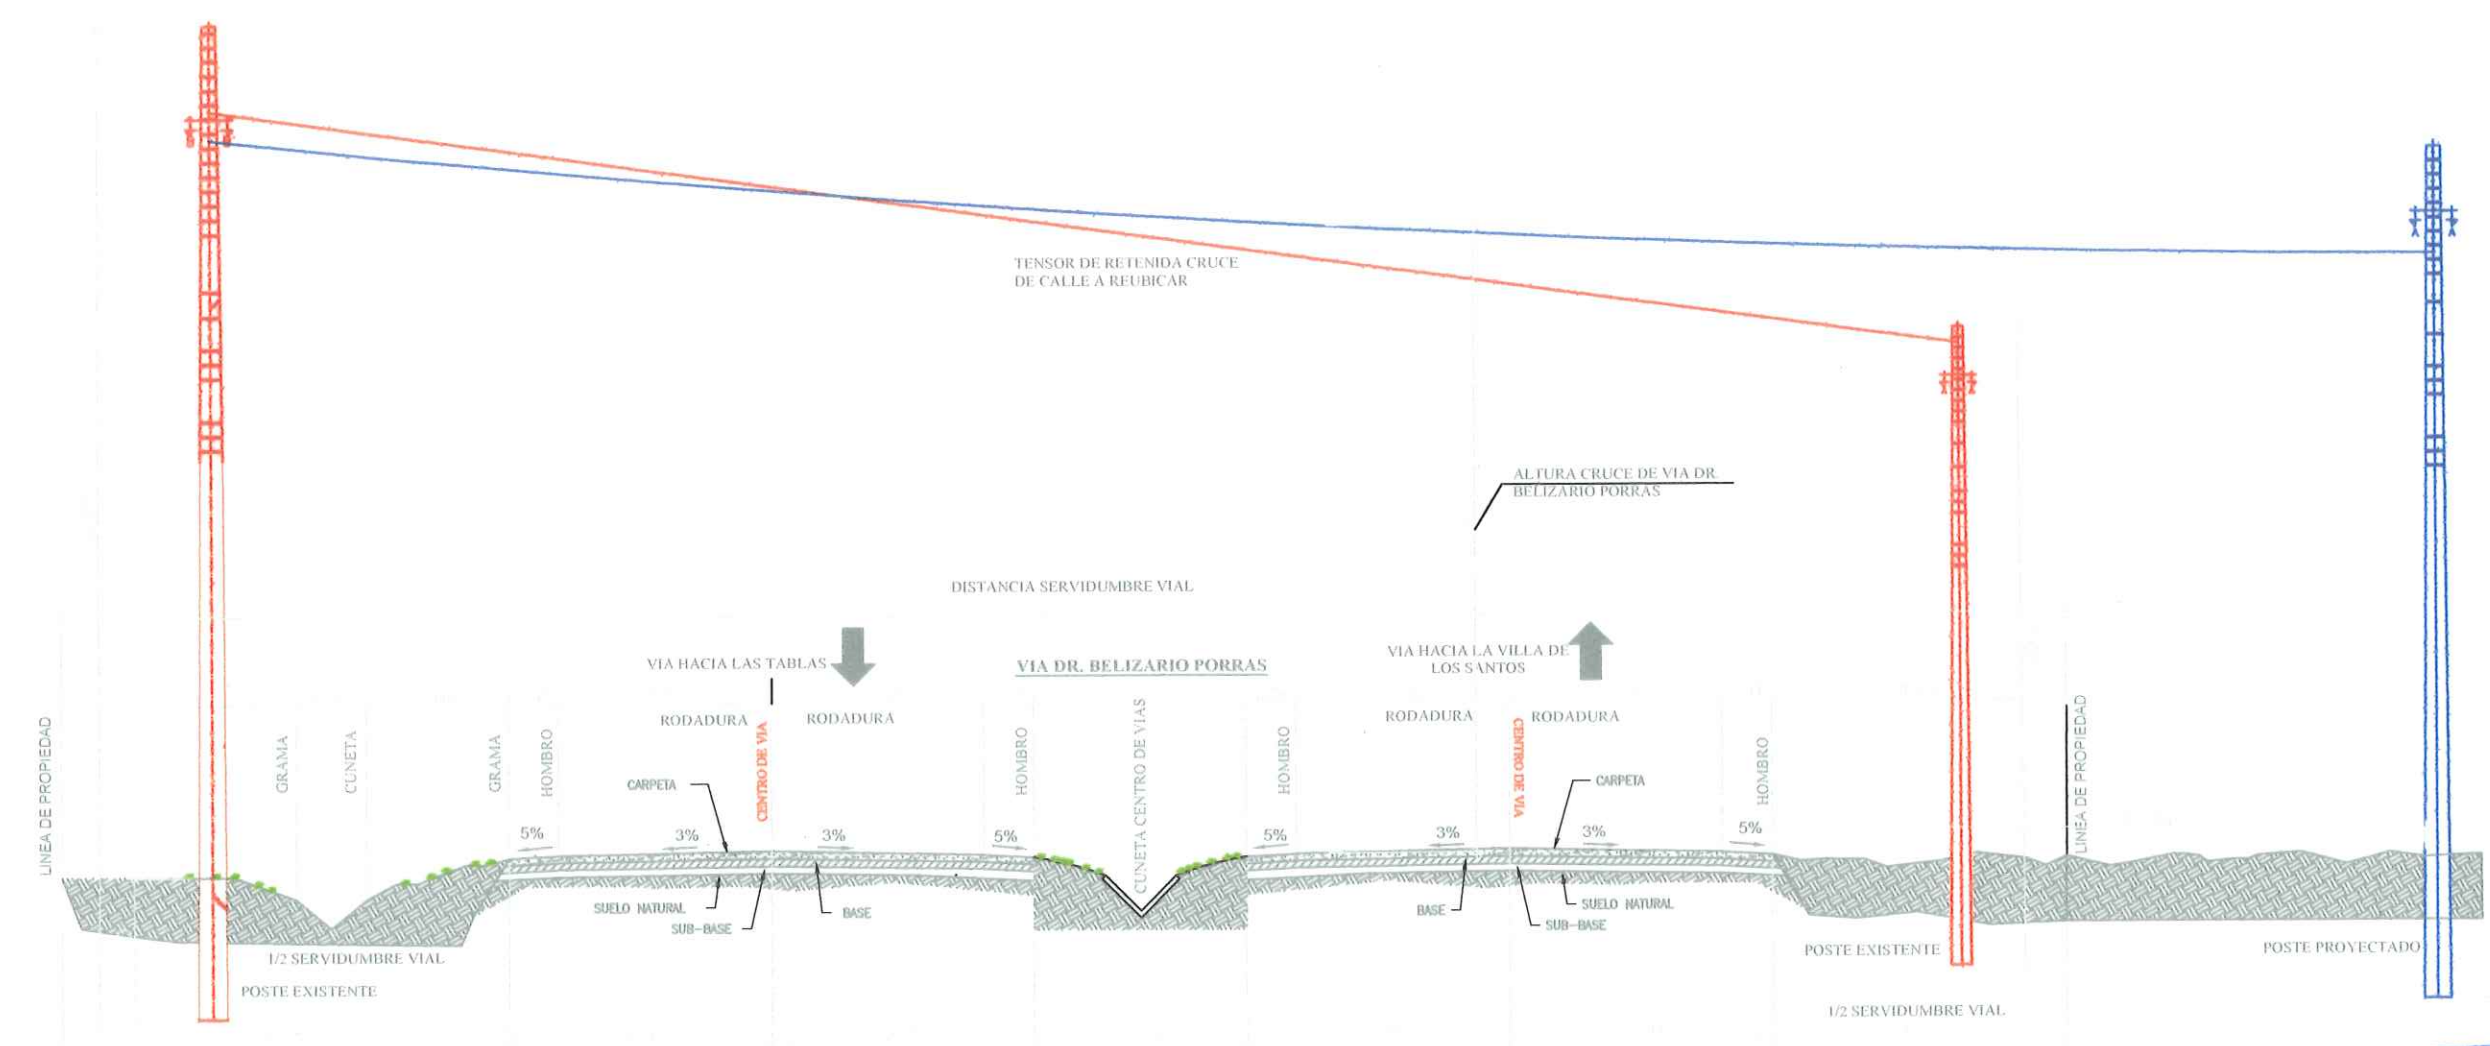 TENSOR DE RETENIDA CRUCE
DE CALLE A REUBICAR
ALTURA CRUCE DE VIA DR.
BELIZARIO PORRAS
DISTANCIA SERVIDUMBRE VIAL
VIA HACIA LAS TABLAS
VIA DR. BELIZARIO PORRAS
VIA HACIA LA VILLA DE
LOS SANTOS
RODADURA
RODADURA
RODADURA
RODADURA
LINEA DE PROPIEDAD
GRAMA
CUNETA
GRAMA
HOMBRO
CENTRO DE VIA
HOMBRO
CUNETA CENTRO DE VIAS
HOMBRO
CENTRO DE VIA
HOMBRO
LINEA DE PROPIEDAD
CARPETA
CARPETA
5%
3%
3%
5%
5%
3%
3%
5%
SUELO NATURAL
SUB-BASE
BASE
BASE
SUELO NATURAL
SUB-BASE
1/2 SERVIDUMBRE VIAL
POSTE EXISTENTE
POSTE EXISTENTE
POSTE PROYECTADO
1/2 SERVIDUMBRE VIAL